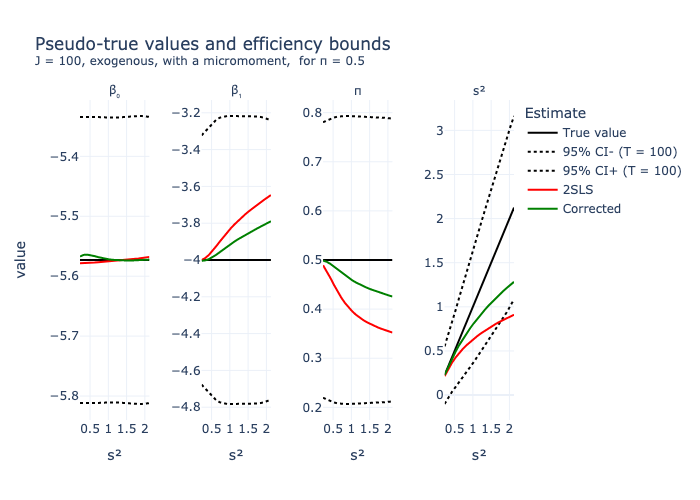 Pseudo-true values and efficiency bounds
J = 100, exogenous, with a micromoment,  for π = 0.5
β₀
β₁
π
s²
Estimate
True value
95% CI- (T = 100)
95% CI+ (T = 100)
2SLS
Corrected
value
−5.4
−5.5
−5.6
−5.7
−5.8
−3.2
−3.4
−3.6
−3.8
−4
−4.2
−4.4
−4.6
−4.8
0.8
0.7
0.6
0.5
0.4
0.3
0.2
3
2.5
2
1.5
1
0.5
0
0.5 1 1.5 2
0.5 1 1.5 2
0.5 1 1.5 2
0.5 1 1.5 2
s²
s²
s²
s²